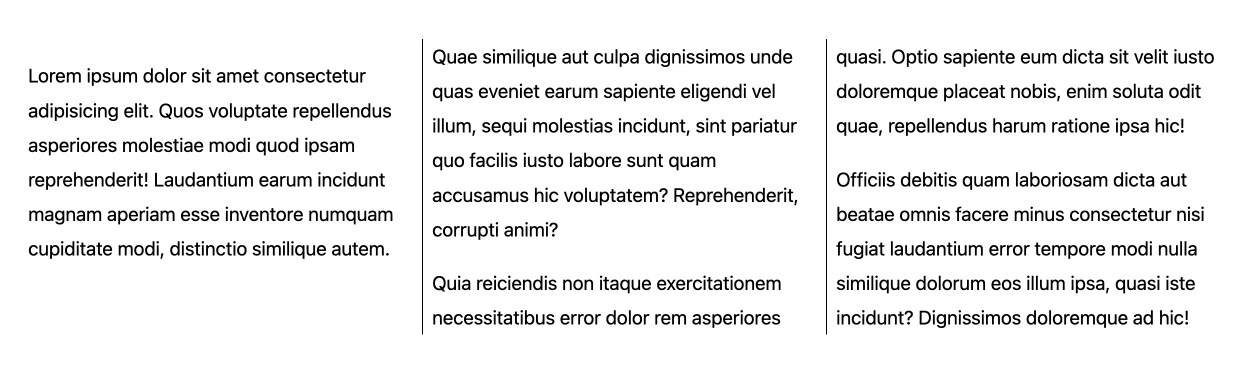 Lorem ipsum dolor sit amet consectetur
adipisicing elit. Quos voluptate repellendus
asperiores molestiae modi quod ipsam
reprehenderit! Laudantium earum incidunt
magnam aperiam esse inventore numquam
cupiditate modi, distinctio similique autem.
Quae similique aut culpa dignissimos unde
quas eveniet earum sapiente eligendi vel
illum, sequi molestias incidunt, sint pariatur
quo facilis iusto labore sunt quam
accusamus hic voluptatem? Reprehenderit,
corrupti animi?
Quia reiciendis non itaque exercitationem
necessitatibus error dolor rem asperiores
quasi. Optio sapiente eum dicta sit velit iusto
doloremque placeat nobis, enim soluta odit
quae, repellendus harum ratione ipsa hic!
Officiis debitis quam laboriosam dicta aut
beatae omnis facere minus consectetur nisi
fugiat laudantium error tempore modi nulla
similique dolorum eos illum ipsa, quasi iste
incidunt? Dignissimos doloremque ad hic!